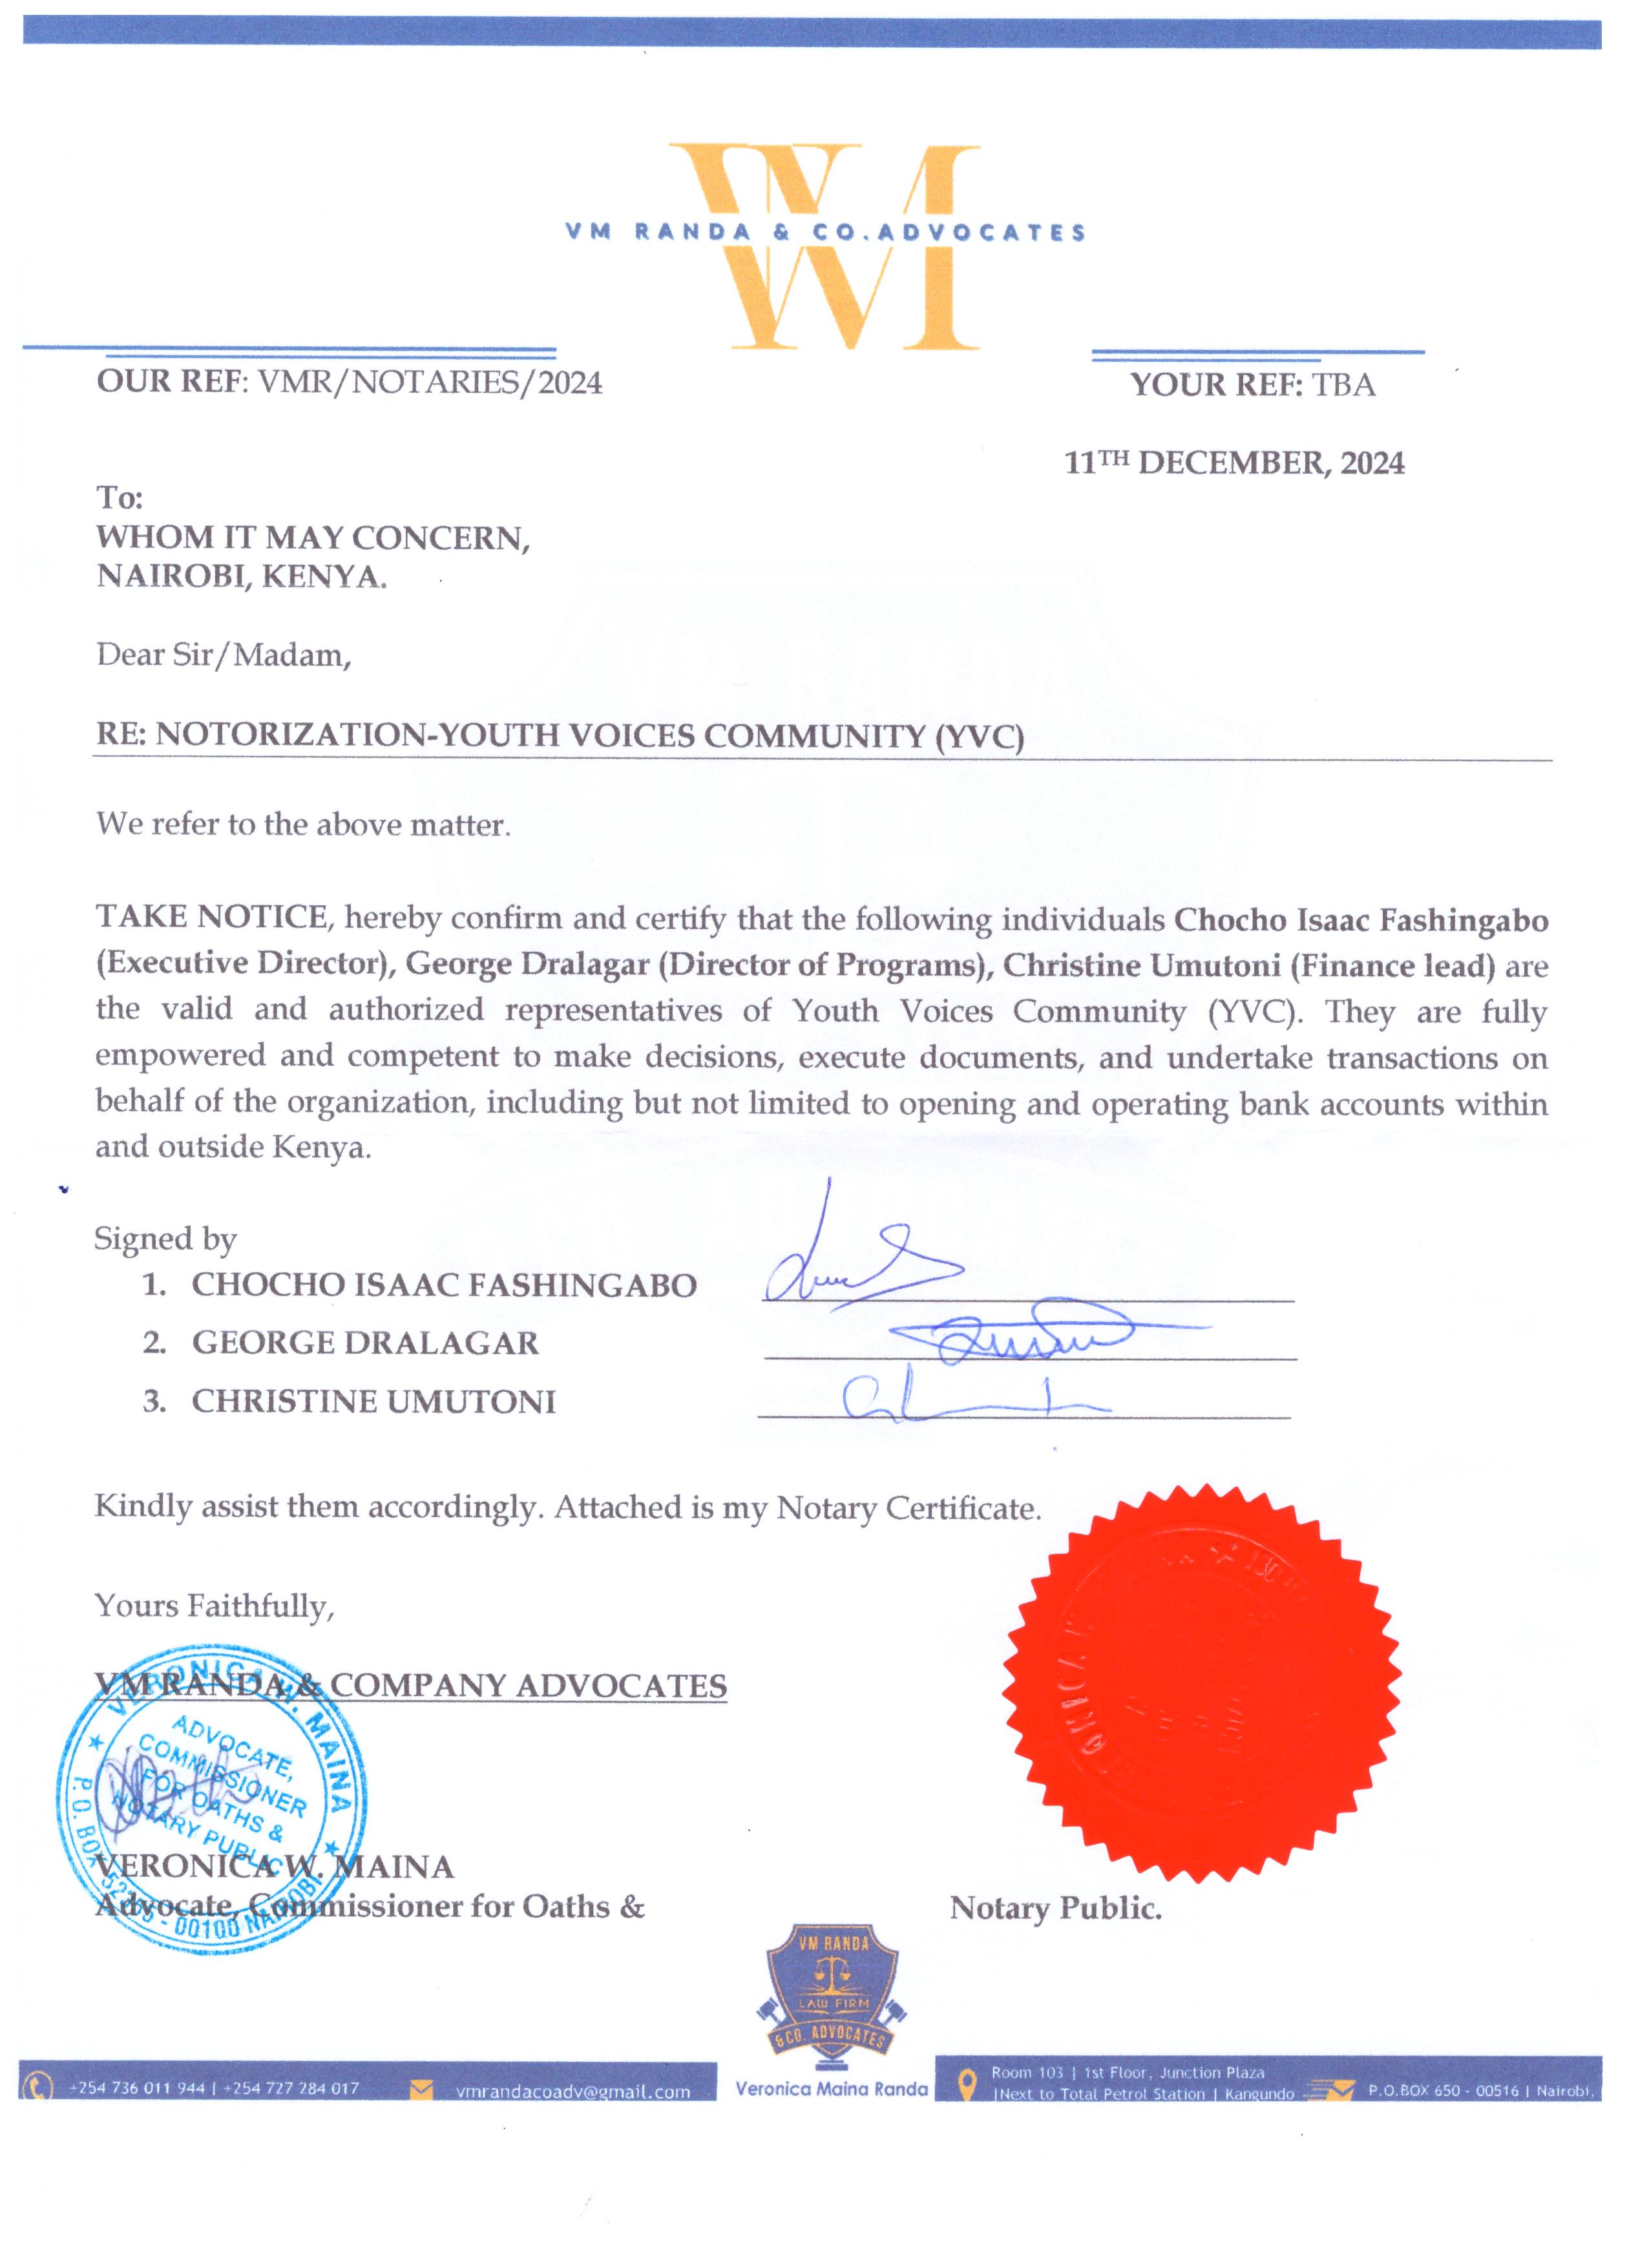 VM RANDA & CO.ADVOCATES
OUR REF: VMR/NOTARIES/2024
YOUR REF: TBA
11TH DECEMBER, 2024
To:
WHOM IT MAY CONCERN,
NAIROBI, KENYA.
Dear Sir/Madam,
RE: NOTORIZATION-YOUTH VOICES COMMUNITY (YVC)
We refer to the above matter.
TAKE NOTICE, hereby confirm and certify that the following individuals Chocho Isaac Fashingabo
(Executive Director), George Dralagar (Director of Programs), Christine Umutoni (Finance lead) are
the valid and authorized representatives of Youth Voices Community (YVC). They are fully
empowered and competent to make decisions, execute documents, and undertake transactions on
behalf of the organization, including but not limited to opening and operating bank accounts within
and outside Kenya.
Signed by
1. CHOCHO ISAAC FASHINGABO
2. GEORGE DRALAGAR
3. CHRISTINE UMUTONI
Kindly assist them accordingly. Attached is my Notary Certificate.
Yours Faithfully,
VM RANDA & COMPANY ADVOCATES
VERONICA W. MAINA
ADVOCATE,
COMMISSIONER
FOR OATHS &
NOTARY PUBLIC
P.O. BOX - 00100 NAIROBI
VERONICA W. MAINA
Advocate, Commissioner for Oaths &
Notary Public.
VM RANDA
LAW FIRM
& CO. ADVOCATES
Veronica Maina Randa
+254 736 011 944 | +254 727 284 017
vmrandacoadv@gmail.com
Room 103 | 1st Floor, Junction Plaza
|Next to Total Petrol Station | Kangundo
P.O.BOX 650 - 00516 | Nairobi,